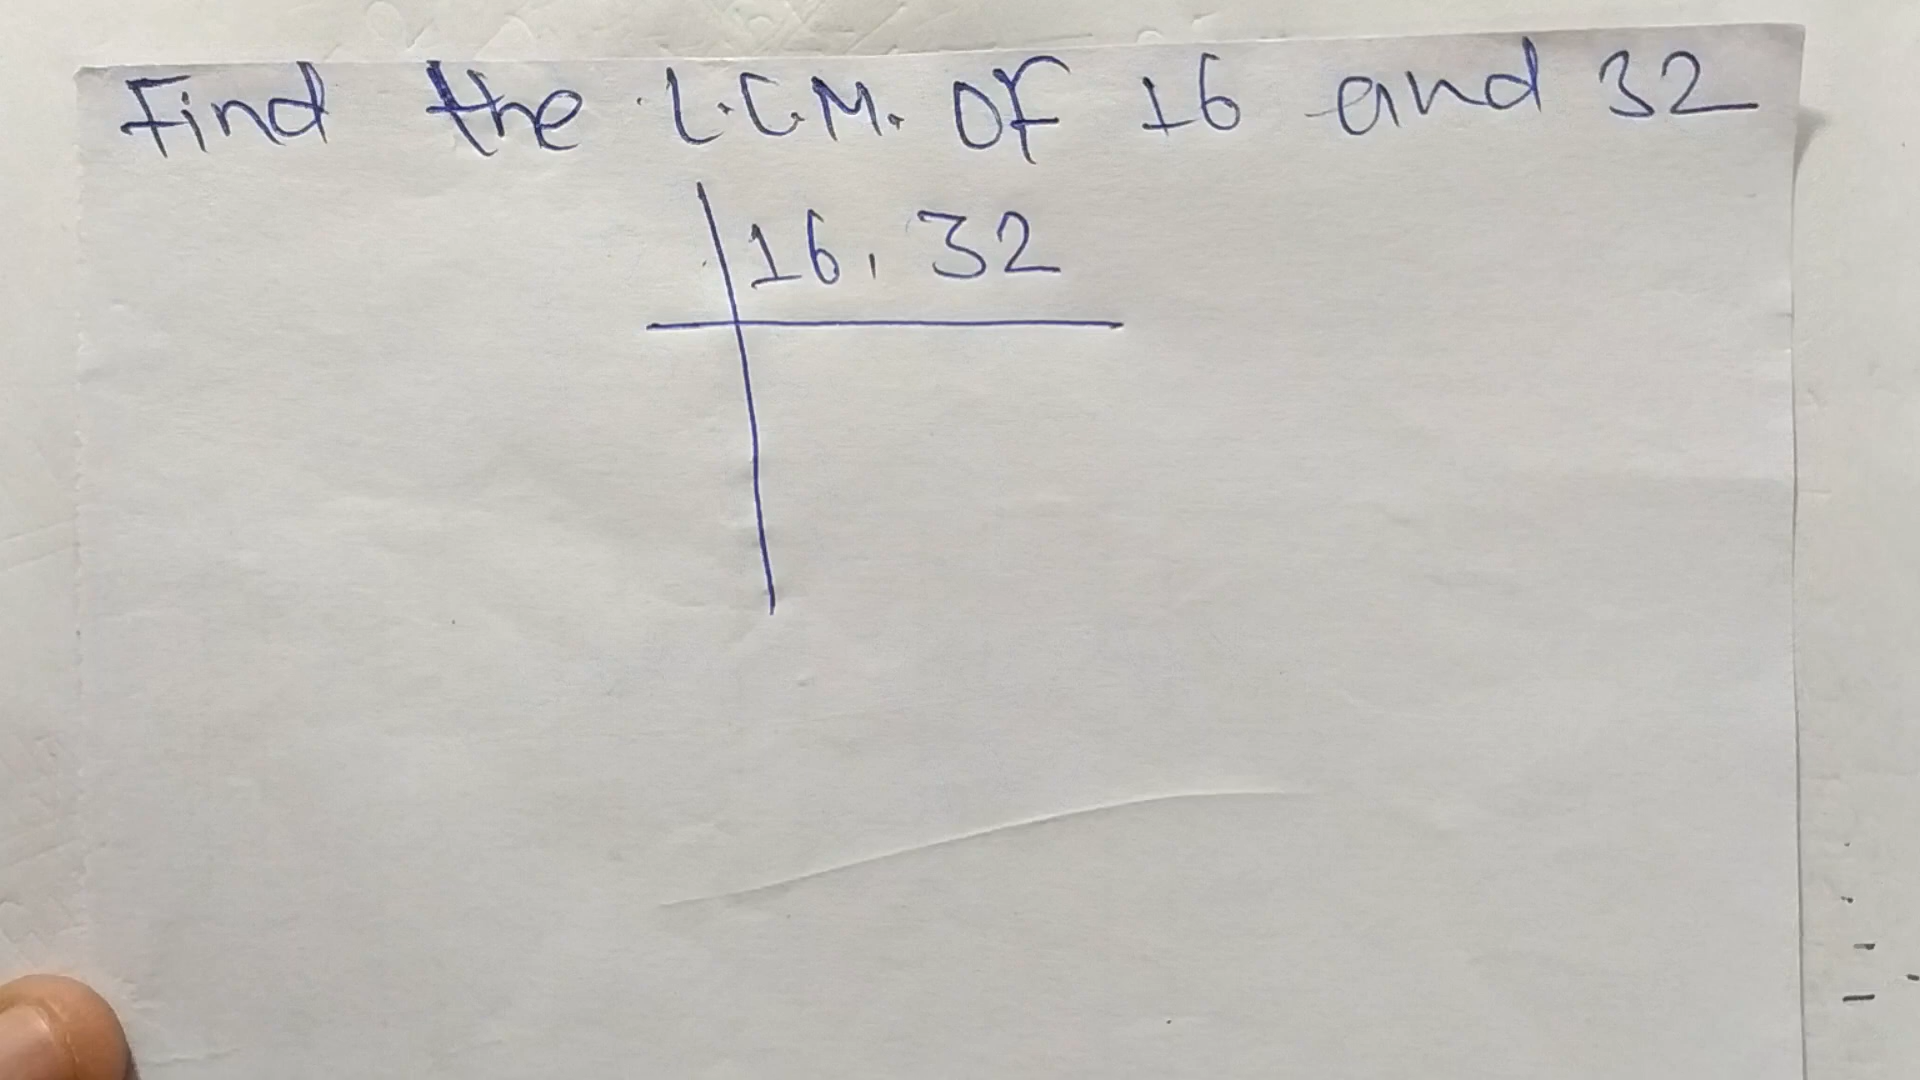 Find the L.C.M. OF 16 and 32
16, 32